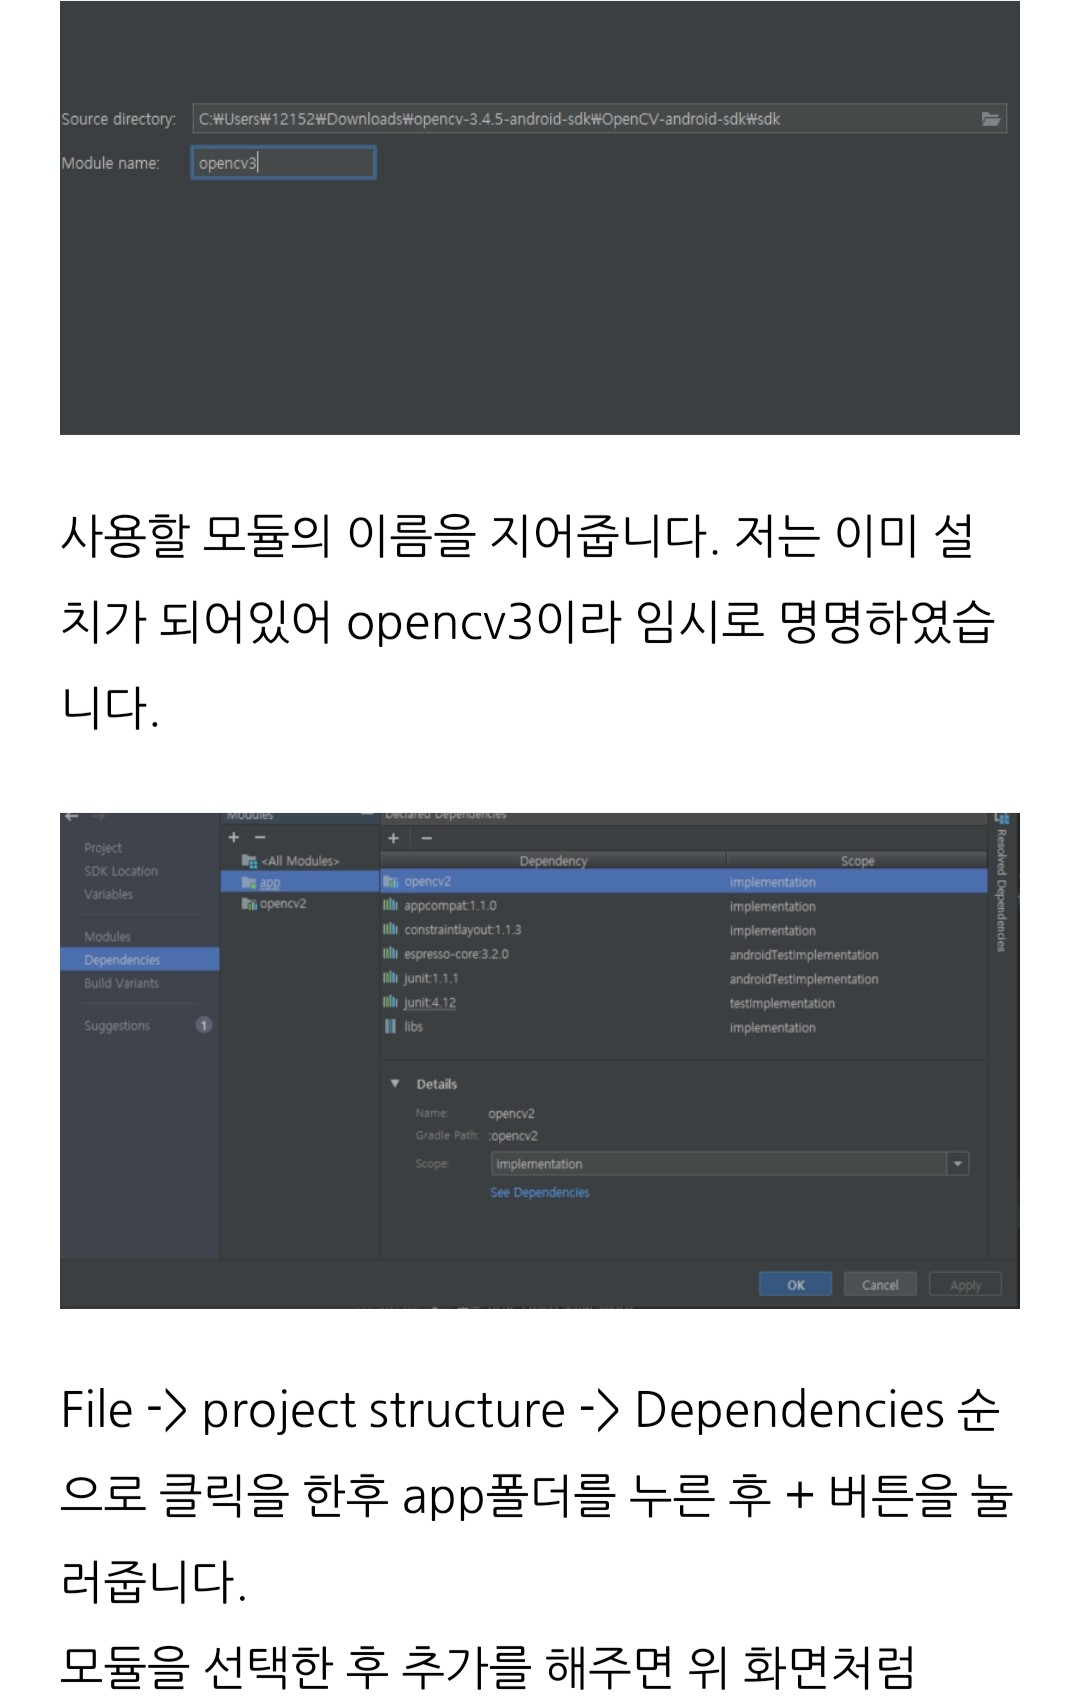 Source directory: C:₩Users₩12152₩Downloads₩opencv-3.4.5-android-sdk₩OpenCV-android-sdk₩sdk
Module name: opencv3
사용할 모듈의 이름을 지어줍니다. 저는 이미 설
치가 되어있어 opencv3이라 임시로 명명하였습
니다.
Modules
Declared Dependencies
Project
SDK Location
Variables
Modules
Dependencies
Build Variants
Suggestions 1
+ −
<All Modules>
app
opencv2
+ −
Dependency Scope
opencv2 implementation
appcompat:1.1.0 implementation
constraintlayout:1.1.3 implementation
espresso-core:3.2.0 androidTestImplementation
junit:1.1.1 androidTestImplementation
junit:4.12 testImplementation
libs implementation
Details
Name: opencv2
Gradle Path: :opencv2
Scope: implementation
See Dependencies
Resolved Dependencies
OK Cancel Apply
File -> project structure -> Dependencies 순
으로 클릭을 한후 app폴더를 누른 후 + 버튼을 눌
러줍니다.
모듈을 선택한 후 추가를 해주면 위 화면처럼